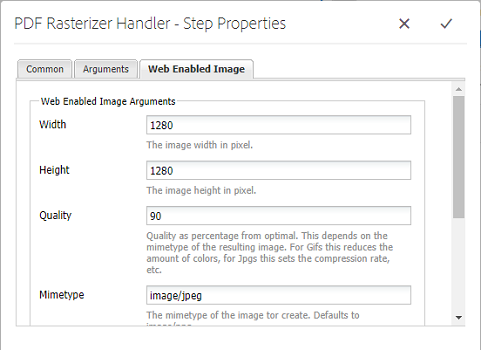 PDF Rasterizer Handler - Step Properties
Common Arguments Web Enabled Image
Web Enabled Image Arguments
Width 1280
The image width in pixel.
Height 1280
The image height in pixel.
Quality 90
Quality as percentage from optimal. This depends on the
mimetype of the resulting image. For Gifs this reduces the
amount of colors, for Jpgs this sets the compression rate,
etc.
Mimetype image/jpeg
The mimetype of the image tor create. Defaults to
image/png